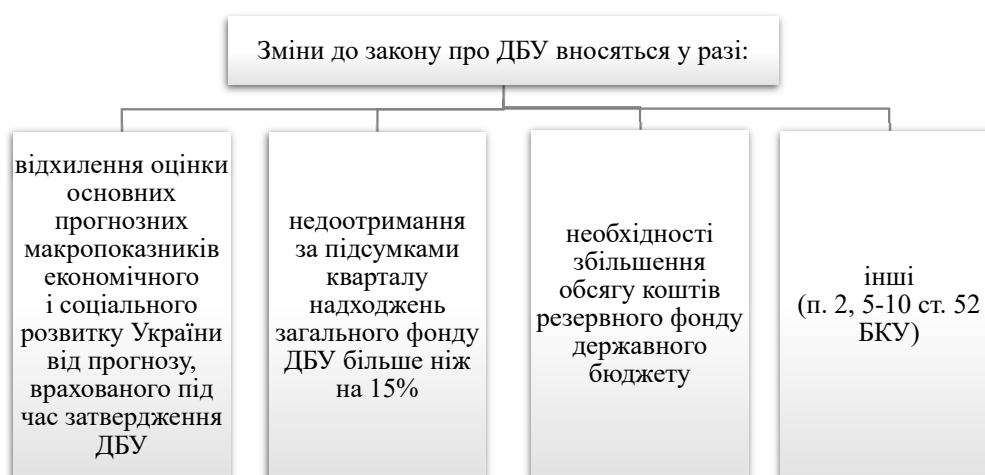 Зміни до закону про ДБУ вносяться у разі:
відхилення оцінки
основних
прогнозних
макропоказників
економічного
і соціального
розвитку України
від прогнозу,
врахованого під
час затвердження
ДБУ
недоотримання
за підсумками
кварталу
надходжень
загального фонду
ДБУ більше ніж
на 15%
необхідності
збільшення
обсягу коштів
резервного фонду
державного
бюджету
інші
(п. 2, 5-10 ст. 52
БКУ)